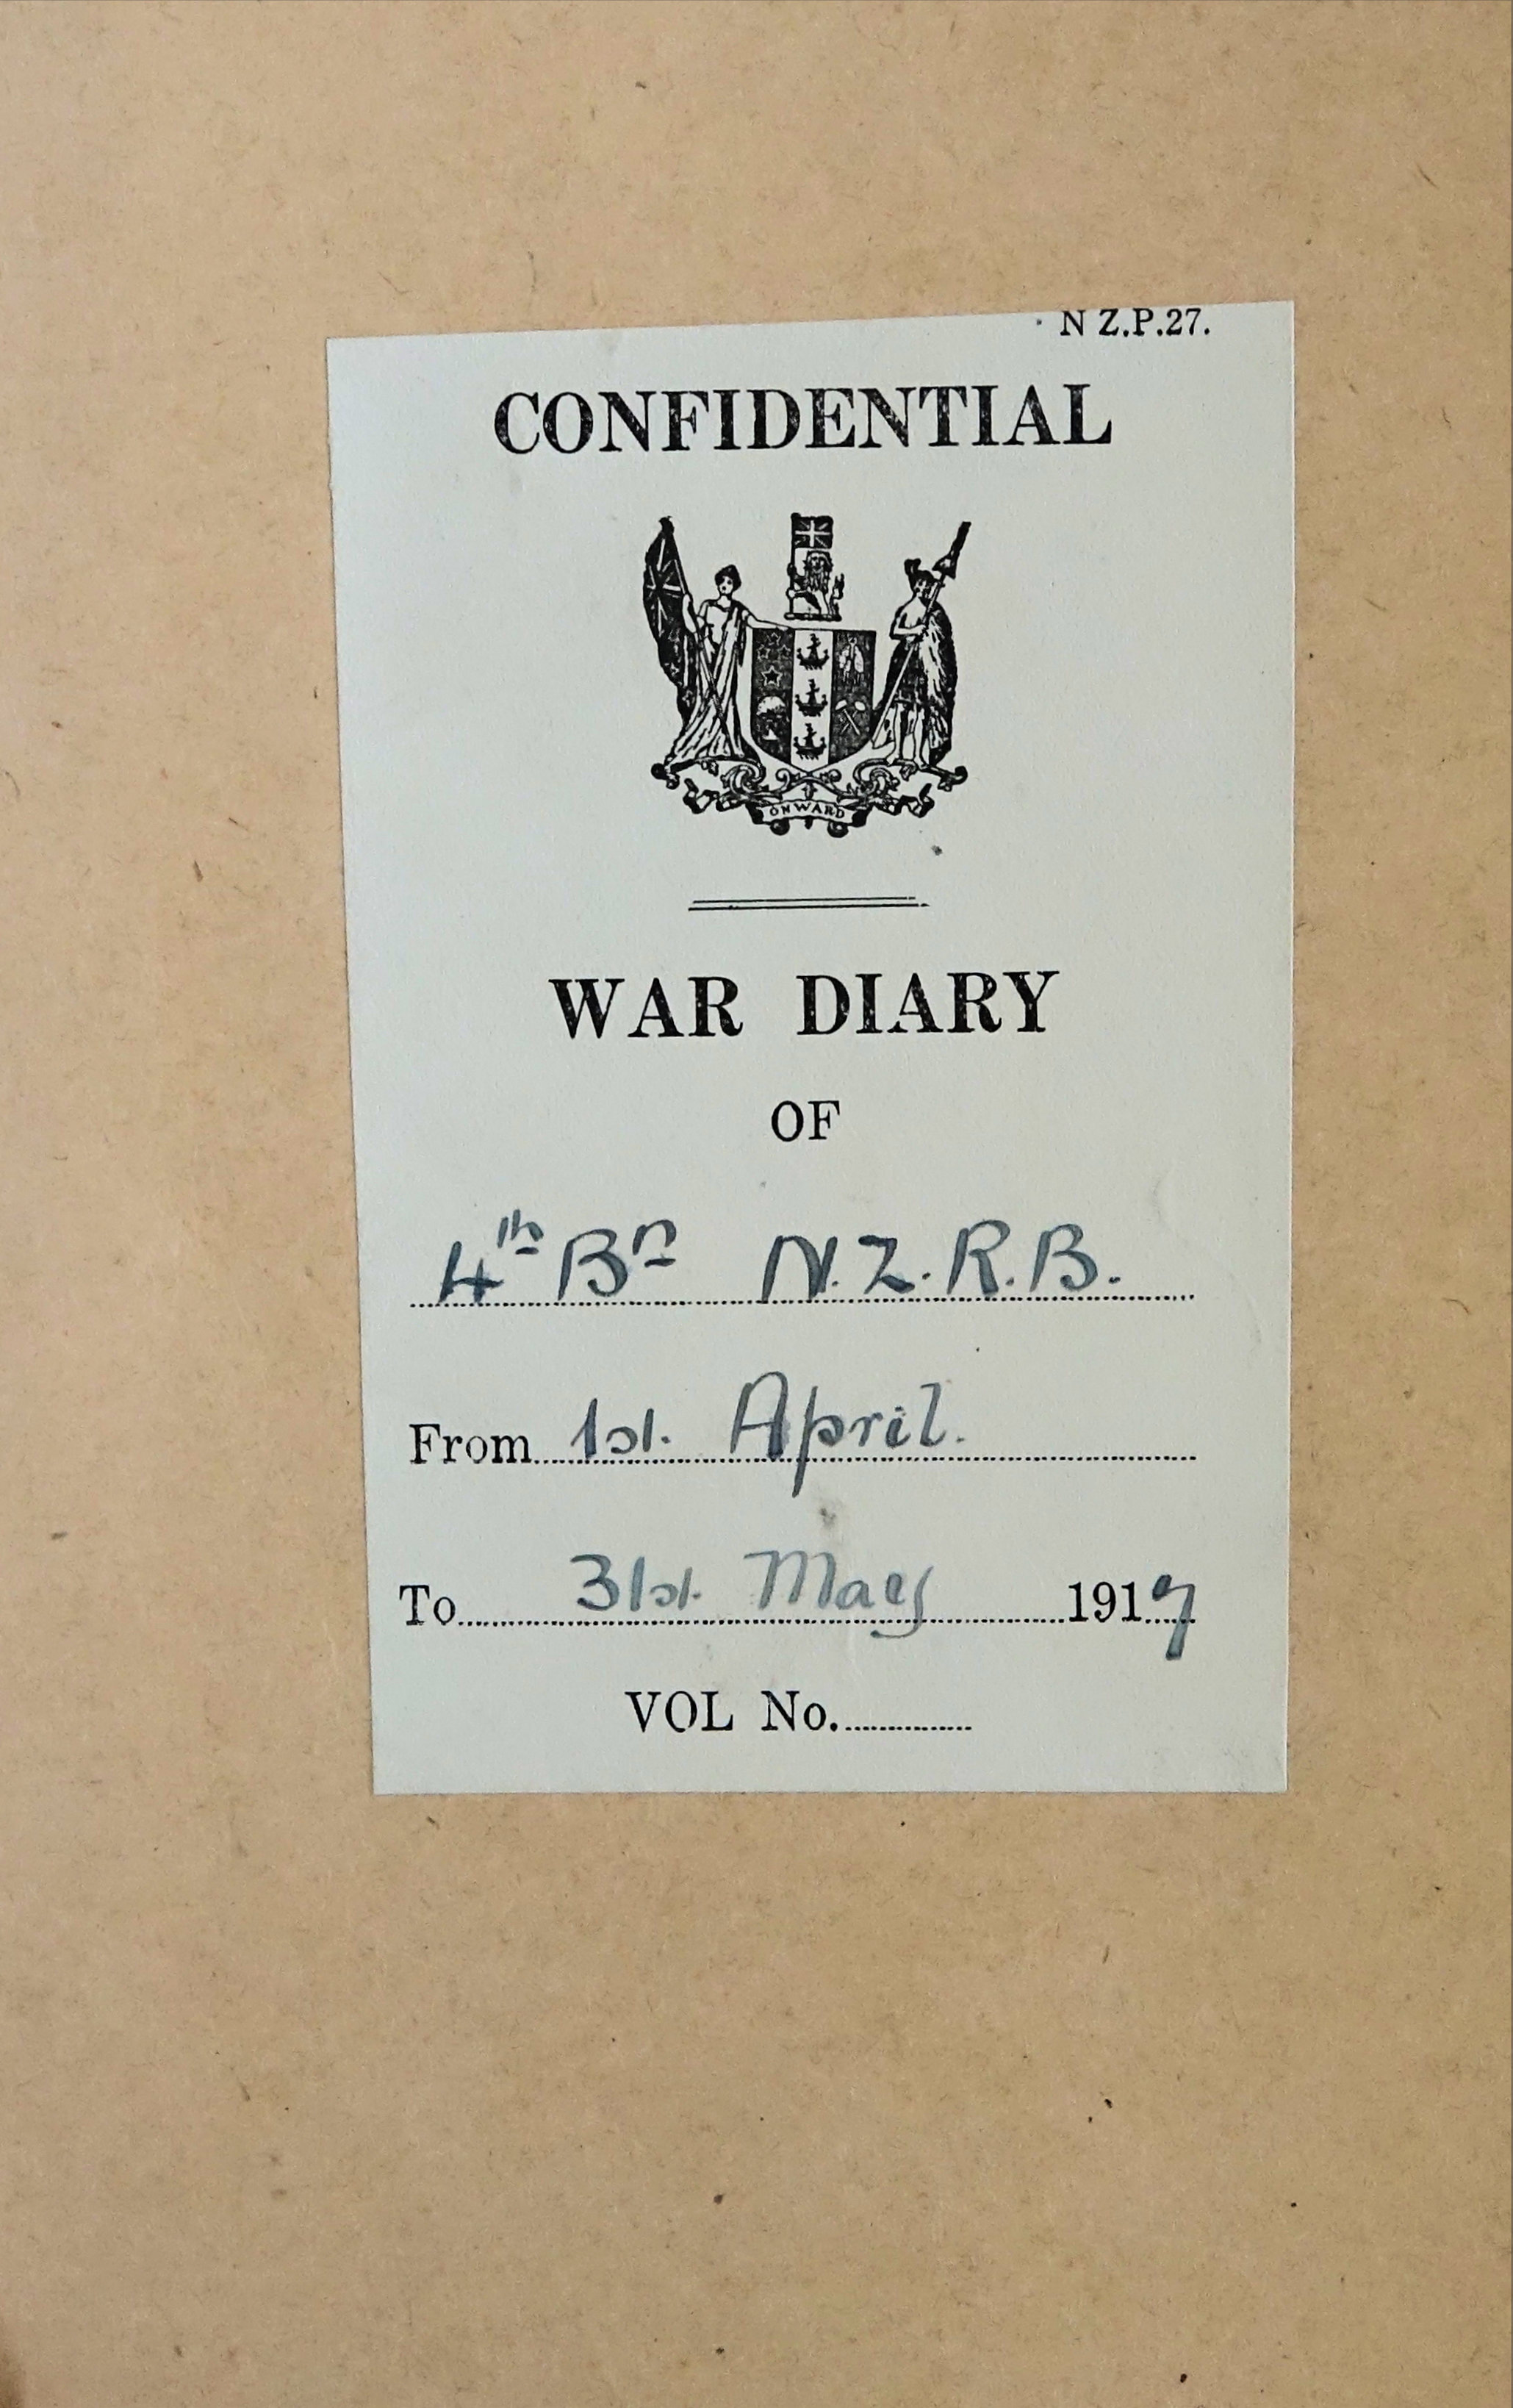 N Z.P.27.
CONFIDENTIAL
ONWARD
WAR DIARY
OF
4th Bn N.Z.R.B.
From 1st. April.
To 31st. May 1917
VOL No.